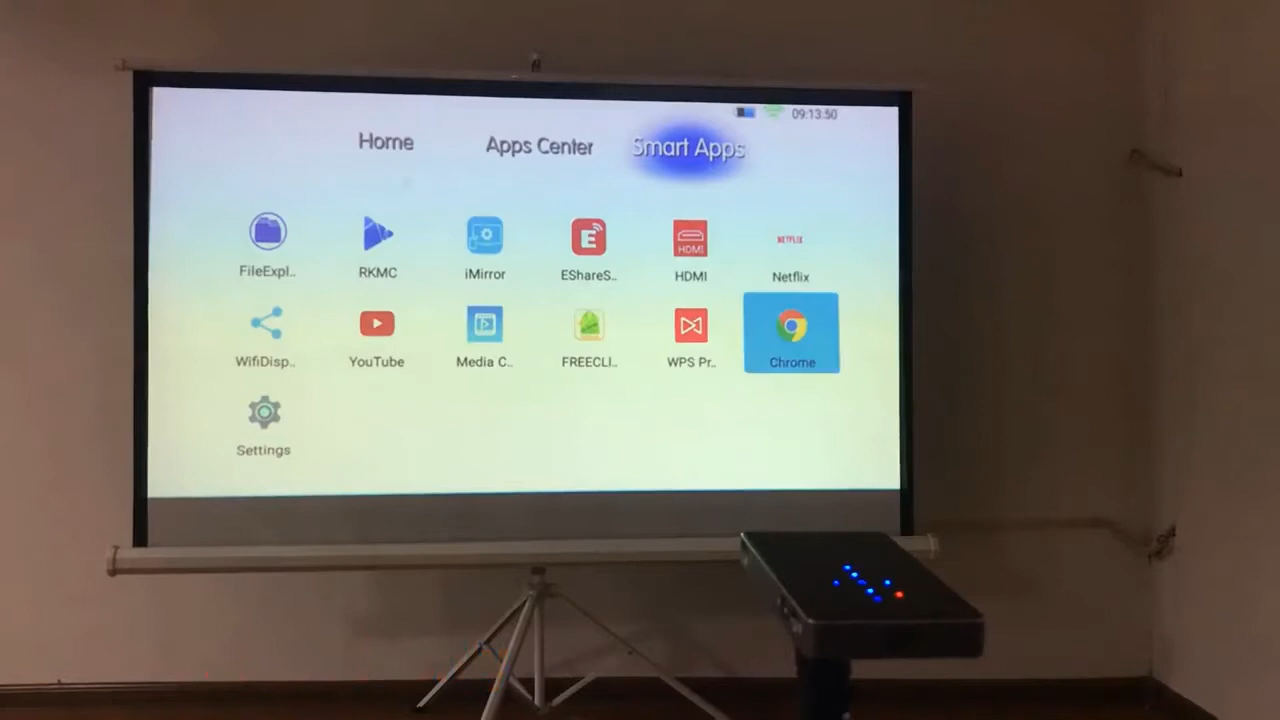 09:13:50
Home Apps Center Smart Apps
E HDMI NETFLIX
FileExpl.. RKMC iMirror EShareS.. HDMI Netflix
WifiDisp.. YouTube Media C.. FREECLI.. WPS Pr.. Chrome
Settings